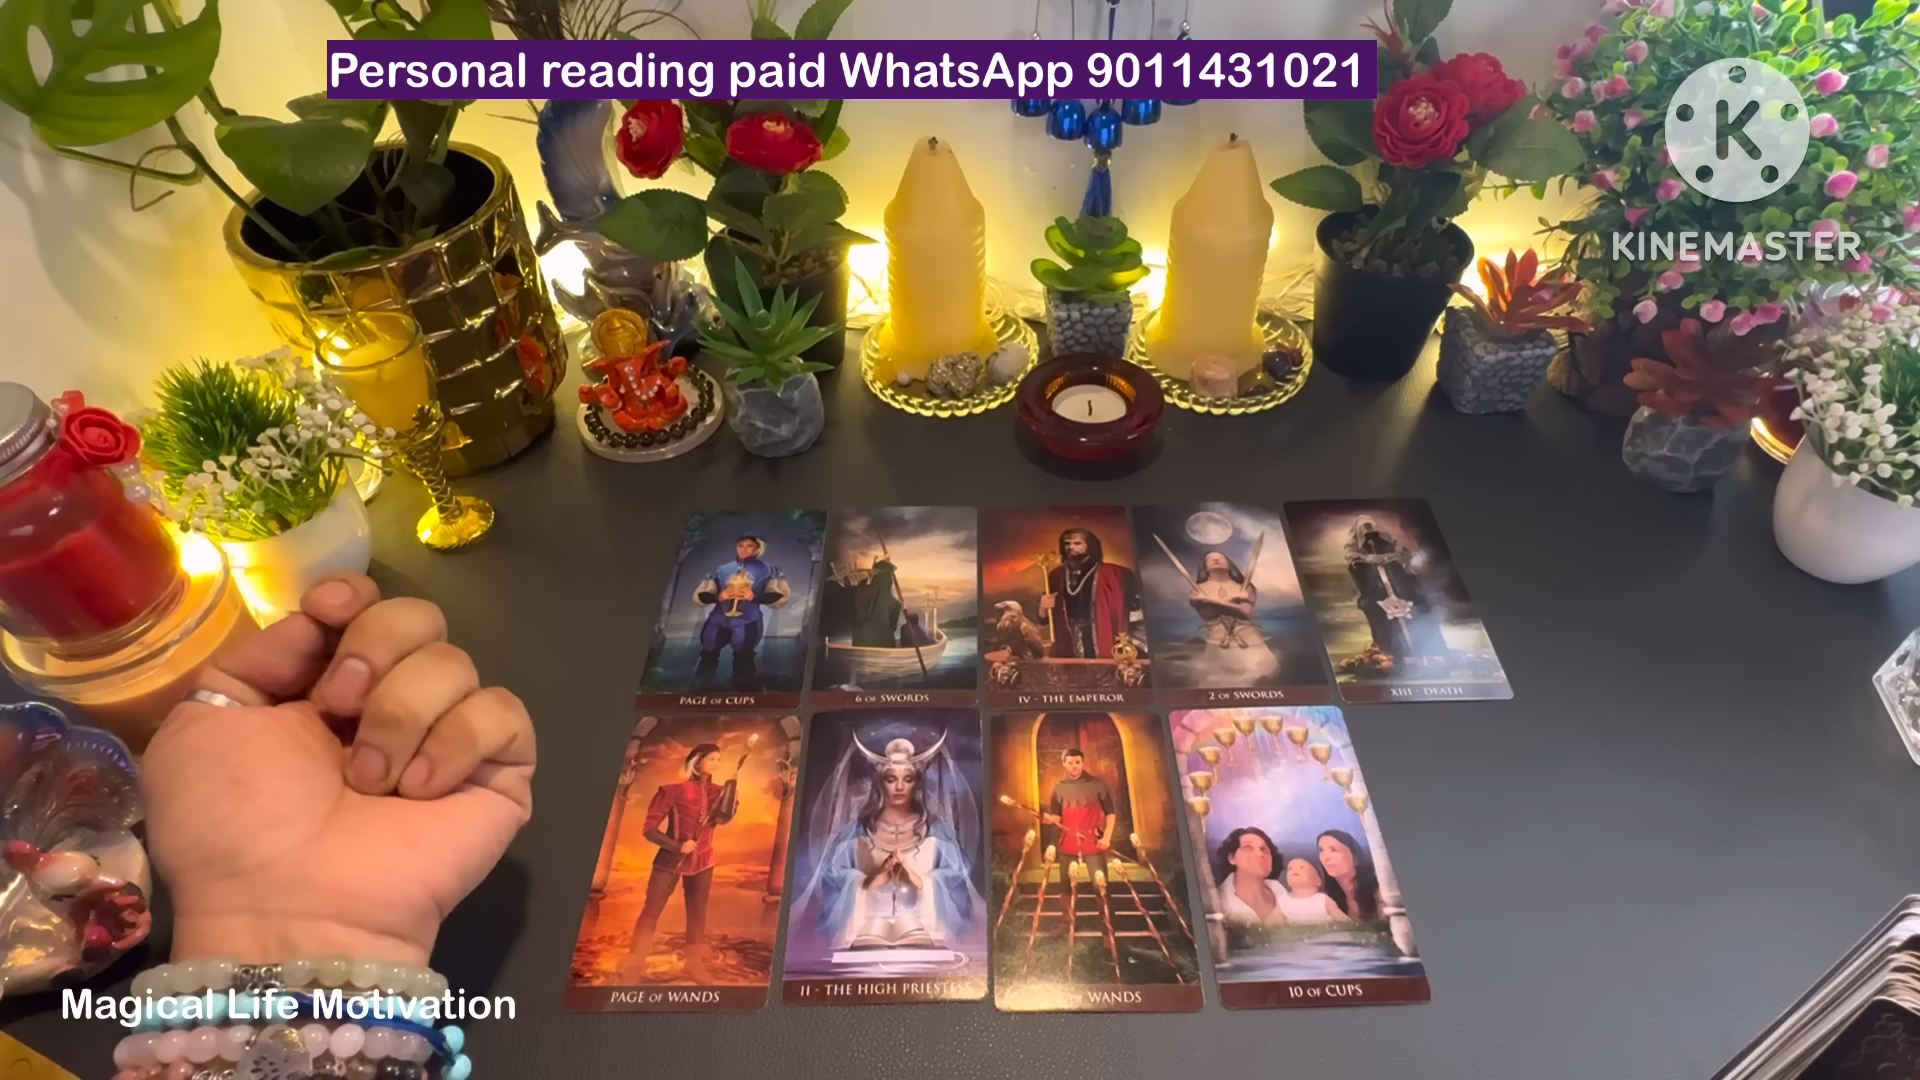 Personal reading paid WhatsApp 9011431021
K
KINEMASTER
PAGE OF CUPS
6 OF SWORDS
IV · THE EMPEROR
2 OF SWORDS
XIII · DEATH
PAGE OF WANDS
II · THE HIGH PRIESTESS
WANDS
10 OF CUPS
Magical Life Motivation